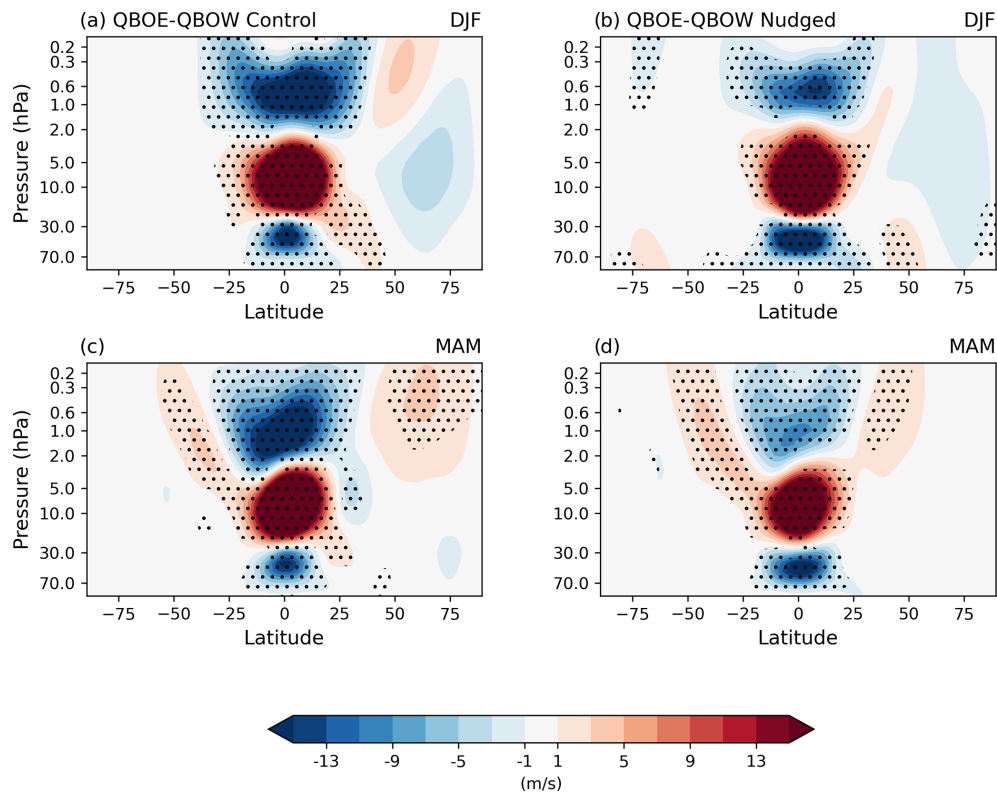 (a) QBOE-QBOW Control DJF
(b) QBOE-QBOW Nudged DJF
Pressure (hPa)
0.2
0.3
0.6
1.0
2.0
5.0
10.0
30.0
70.0
0.2
0.3
0.6
1.0
2.0
5.0
10.0
30.0
70.0
−75 −50 −25 0 25 50 75
−75 −50 −25 0 25 50 75
Latitude
Latitude
(c) MAM
(d) MAM
Pressure (hPa)
0.2
0.3
0.6
1.0
2.0
5.0
10.0
30.0
70.0
0.2
0.3
0.6
1.0
2.0
5.0
10.0
30.0
70.0
−75 −50 −25 0 25 50 75
−75 −50 −25 0 25 50 75
Latitude
Latitude
-13 -9 -5 -1 1 5 9 13
(m/s)